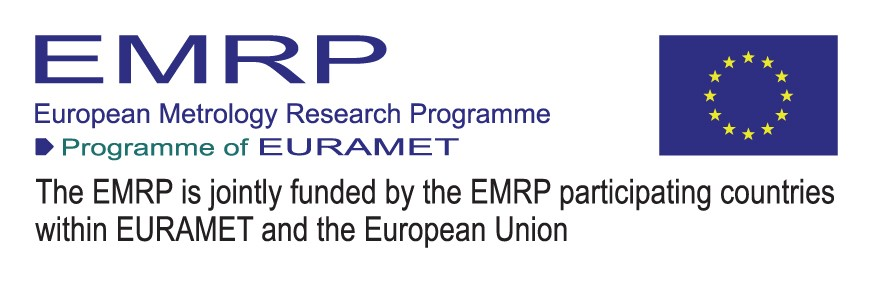 EMRP
European Metrology Research Programme
Programme of EURAMET
The EMRP is jointly funded by the EMRP participating countries
within EURAMET and the European Union